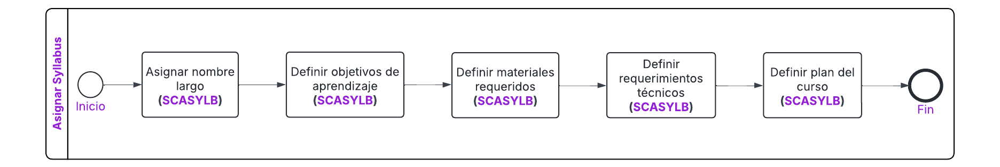 Asignar Syllabus
Inicio
Asignar nombre
largo
(SCASYLB)
Definir objetivos de
aprendizaje
(SCASYLB)
Definir materiales
requeridos
(SCASYLB)
Definir
requerimientos
técnicos
(SCASYLB)
Definir plan del
curso
(SCASYLB)
Fin